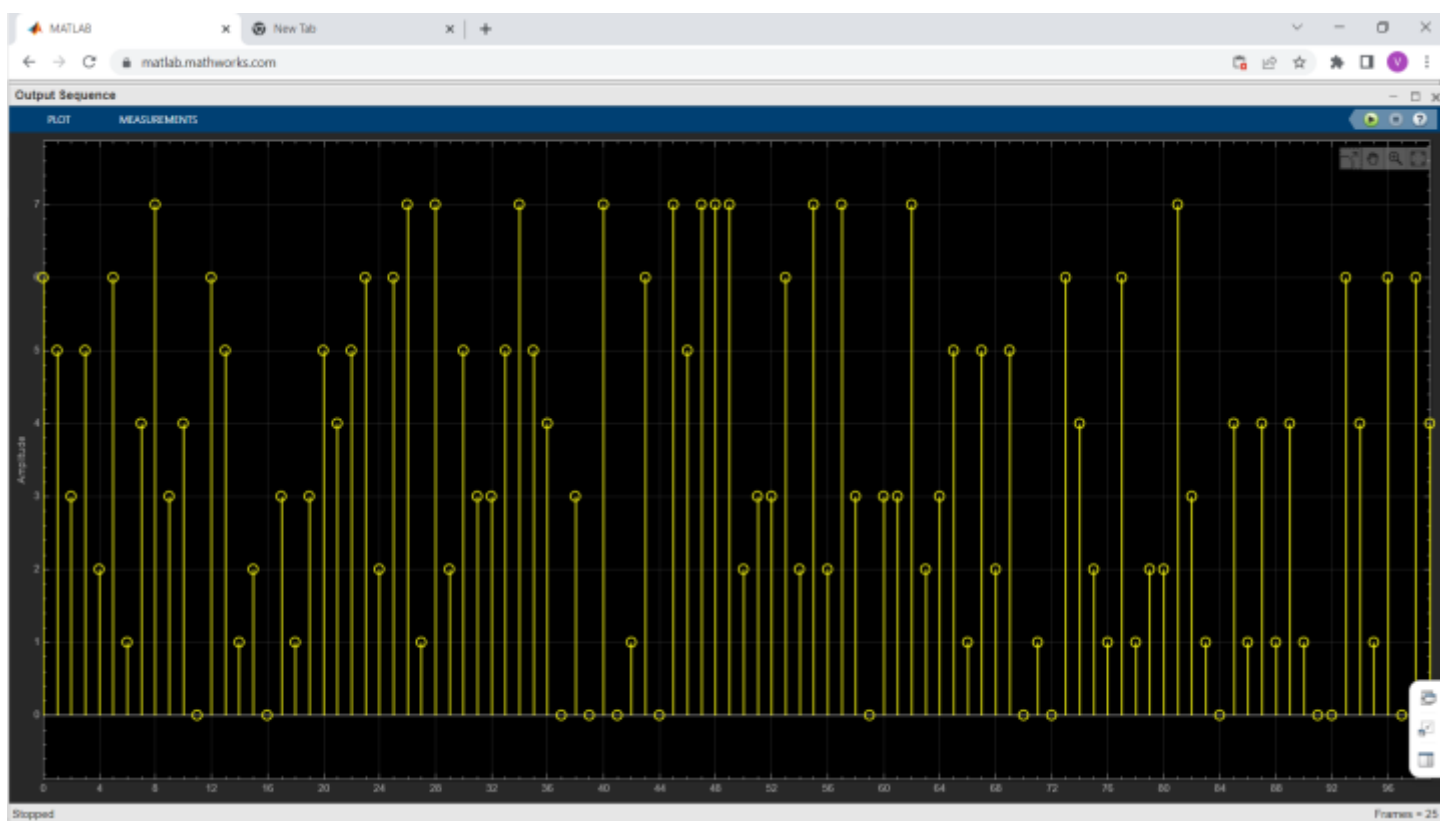 MATLAB
New Tab
matlab.mathworks.com
V
Output Sequence
PLOT MEASUREMENTS
?
7
6
5
4
3
2
1
0
Amplitude
0 4 8 12 16 20 24 28 32 36 40 44 48 52 56 60 64 68 72 76 80 84 88 92 96
Stopped Frames = 25